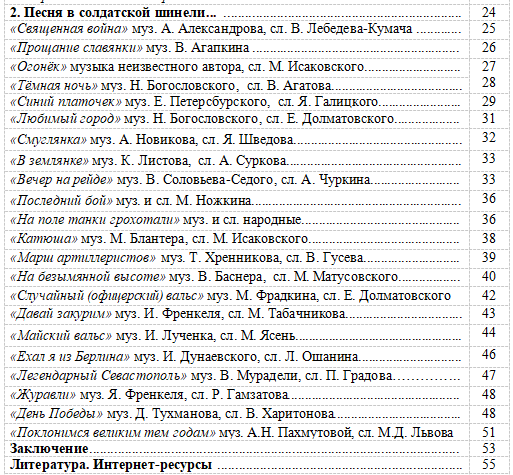 2. Песня в солдатской шинели... ........................................................ 24
«Священная война» муз. А. Александрова, сл. В. Лебедева-Кумача ............. 25
«Прощание славянки» муз. В. Агапкина ................................................ 26
«Огонёк» музыка неизвестного автора, сл. М. Исаковского...................... 27
«Тёмная ночь» муз. Н. Богословского, сл. В. Агатова............................. 28
«Синий платочек» муз. Е. Петерсбурского, сл. Я. Галицкого.................... 29
«Любимый город» муз. Н. Богословского, сл. Е. Долматовского................. 31
«Смуглянка» муз. А. Новикова, сл. Я. Шведова..................................... 32
«В землянке» муз. К. Листова, сл. А. Суркова....................................... 33
«Вечер на рейде» муз. В. Соловьева-Седого, сл. А. Чуркина..................... 33
«Последний бой» муз. и сл. М. Ножкина.............................................. 36
«На поле танки грохотали» муз. и сл. народные..................................... 36
«Катюша» муз. М. Блантера, сл. М. Исаковского................................... 38
«Марш артиллеристов» муз. Т. Хренникова, сл. В. Гусева........................ 39
«На безымянной высоте» муз. В. Баснера, сл. М. Матусовского................. 40
«Случайный (офицерский) вальс» муз. М. Фрадкина, сл. Е. Долматовского 42
«Давай закурим» муз. И. Френкеля, сл. М. Табачникова.......................... 43
«Майский вальс» муз. И. Лученка, сл. М. Ясень..................................... 44
«Ехал я из Берлина» муз. И. Дунаевского, сл. Л. Ошанина........................ 46
«Легендарный Севастополь» муз. В. Мурадели, сл. П. Градова................... 47
«Журавли» муз. Я. Френкеля, сл. Р. Гамзатова...................................... 48
«День Победы» муз. Д. Тухманова, сл. В. Харитонова.............................. 48
«Поклонимся великим тем годам» муз. А.Н. Пахмутовой, сл. М.Д. Львова 51
Заключение..................................................................................... 53
Литература. Интернет-ресурсы ........................................................... 55